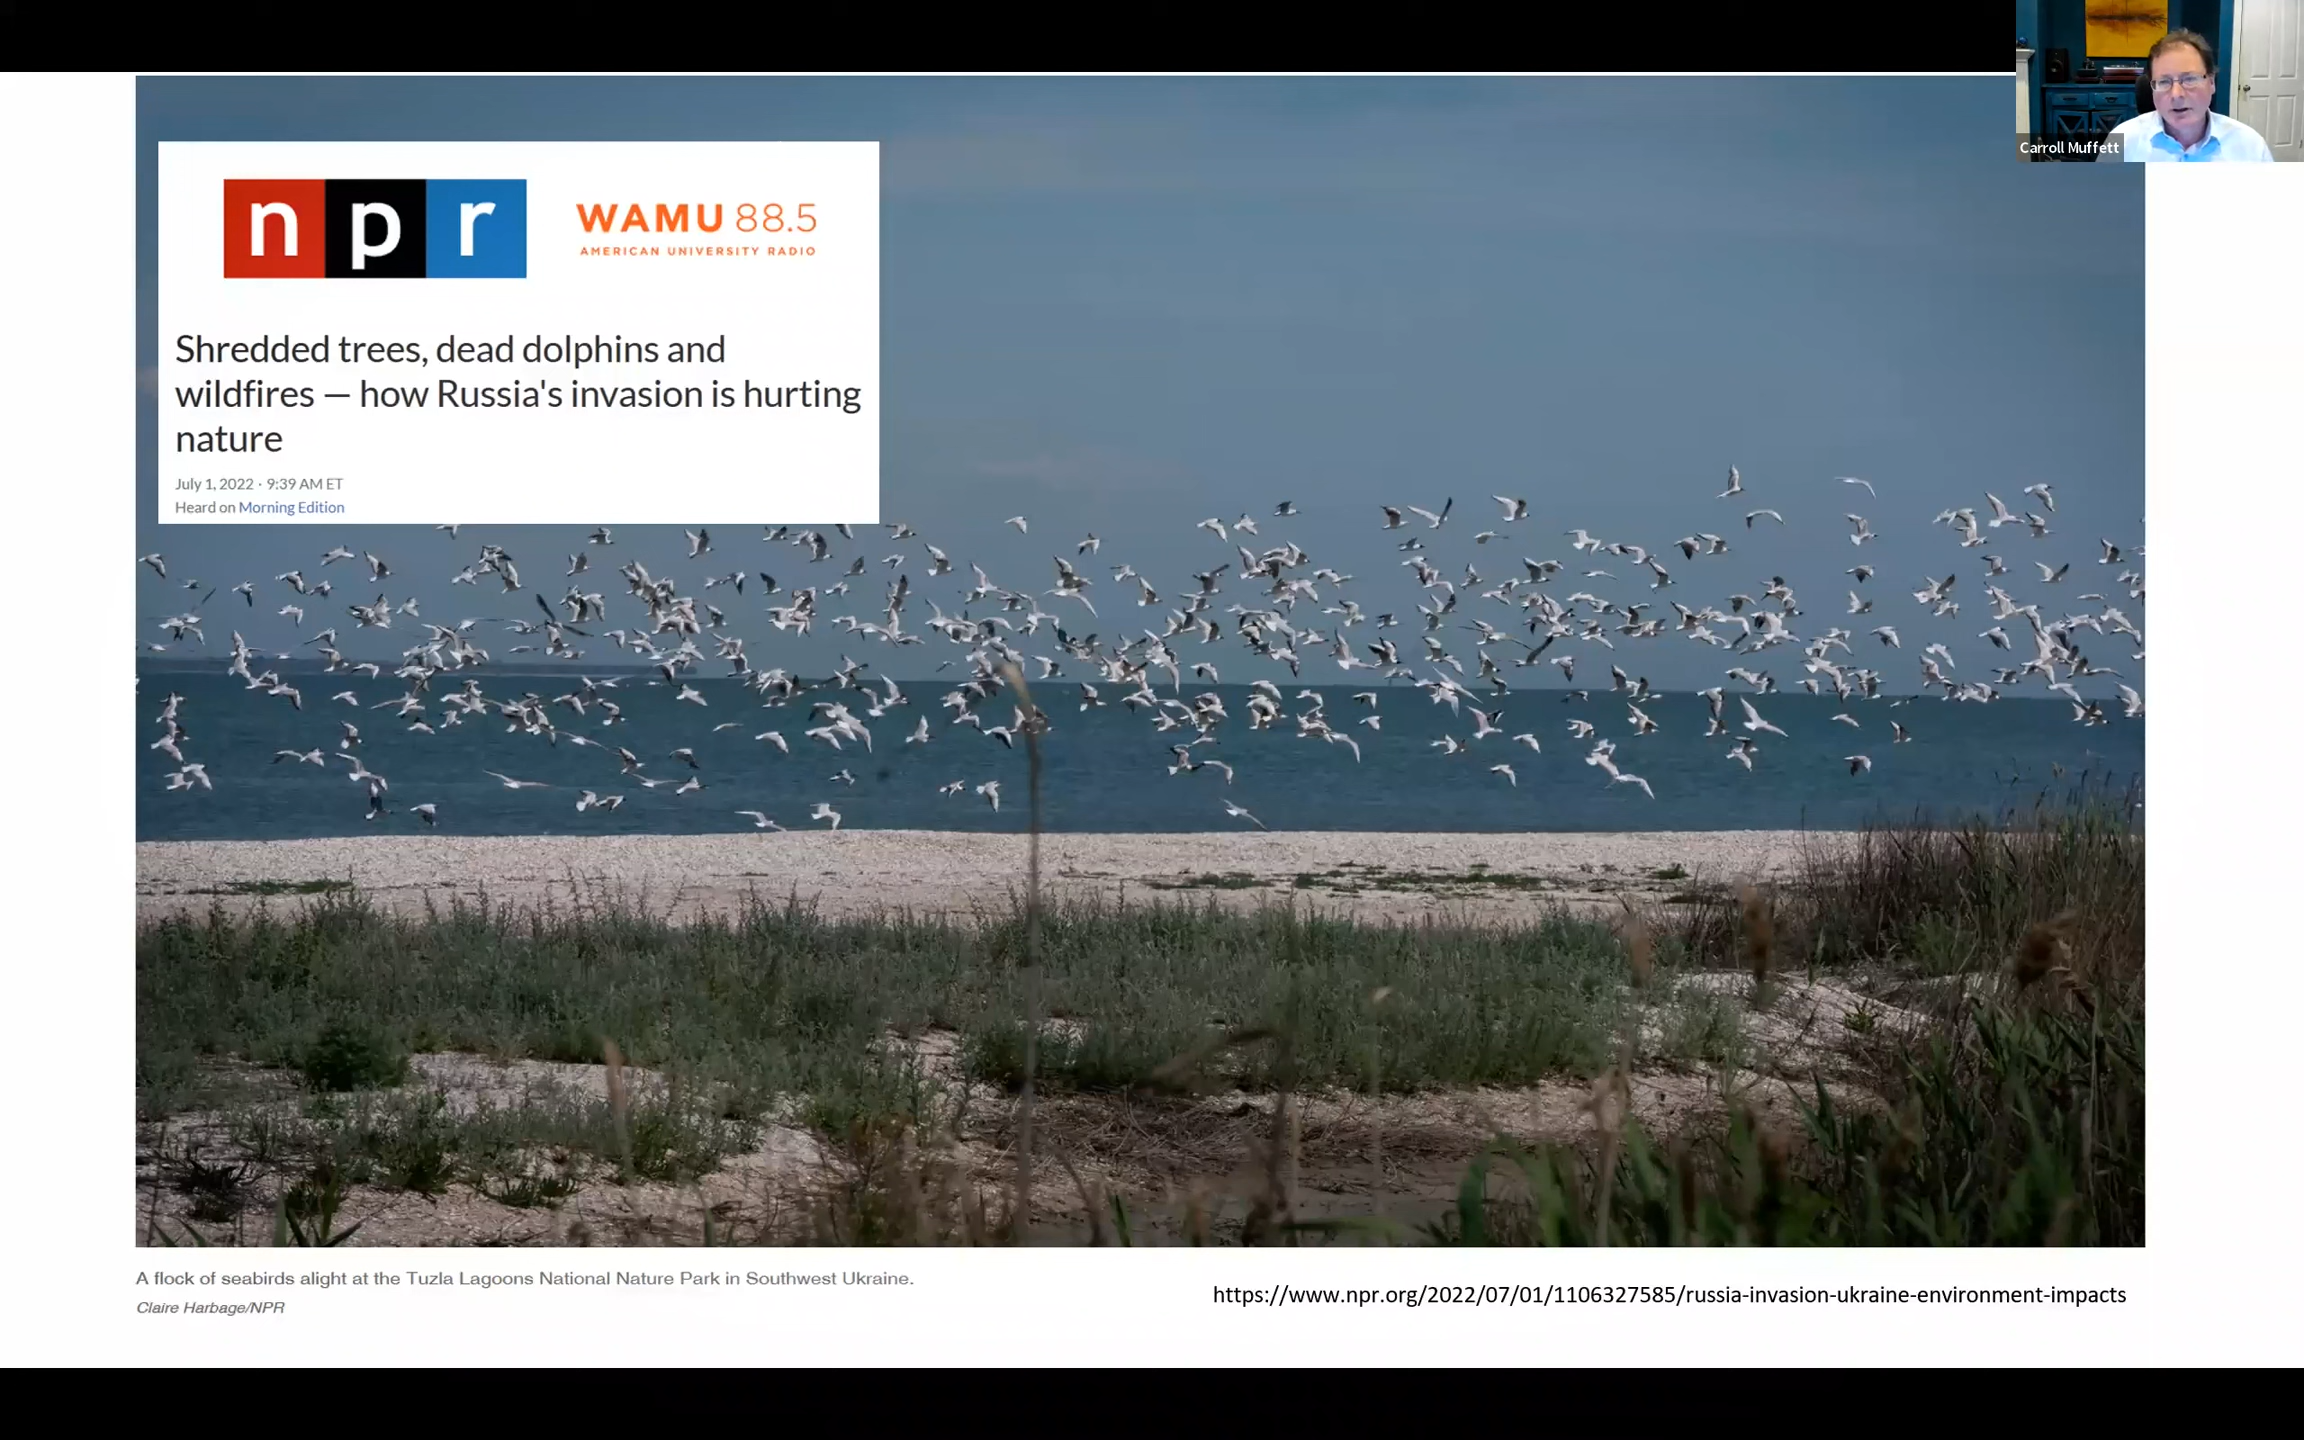 Carroll Muffett
npr
WAMU 88.5
AMERICAN UNIVERSITY RADIO
Shredded trees, dead dolphins and
wildfires — how Russia's invasion is hurting
nature
July 1, 2022 · 9:39 AM ET
Heard on Morning Edition
A flock of seabirds alight at the Tuzla Lagoons National Nature Park in Southwest Ukraine.
Claire Harbage/NPR
https://www.npr.org/2022/07/01/1106327585/russia-invasion-ukraine-environment-impacts